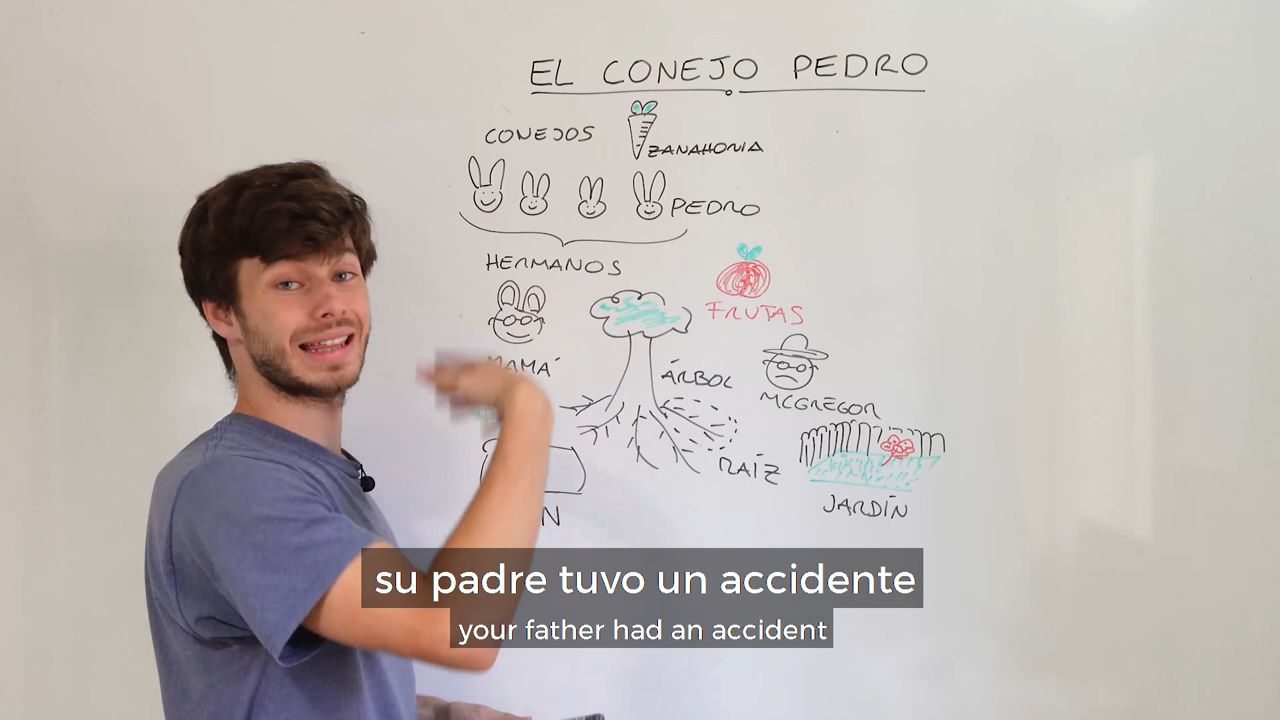 EL CONEJO PEDRO
CONEJOS
ZANAHORIA
PEDRO
HERMANOS
FRUTAS
MAMÁ
ÁRBOL
MCGREGOR
RAÍZ
JARDÍN
su padre tuvo un accidente
your father had an accident